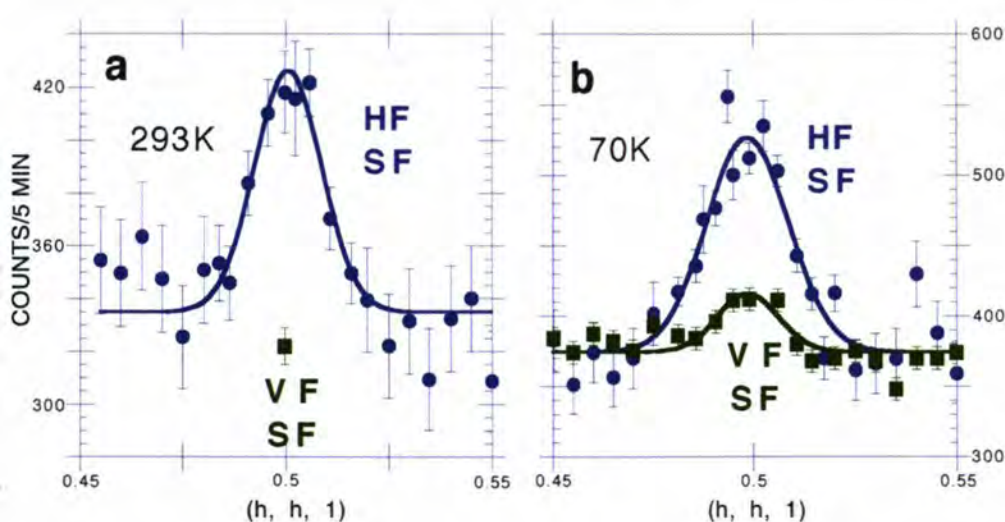 a
293K
HF
SF
VF
SF
420
360
300
COUNTS/5 MIN
0.45
0.5
0.55
(h, h, 1)
b
70K
HF
SF
VF
SF
600
500
400
300
0.45
0.5
0.55
(h, h, 1)